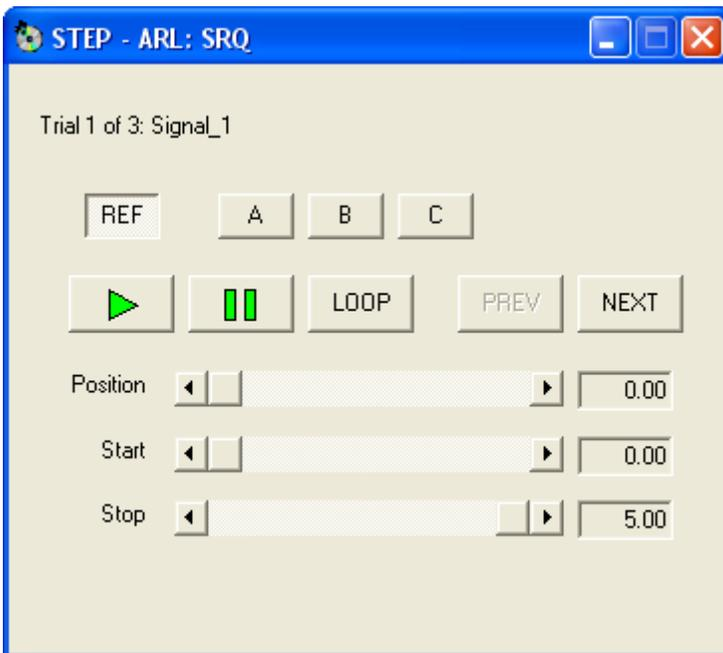 STEP - ARL: SRQ
Trial 1 of 3: Signal_1
REF A B C
LOOP PREV NEXT
Position 0.00
Start 0.00
Stop 5.00